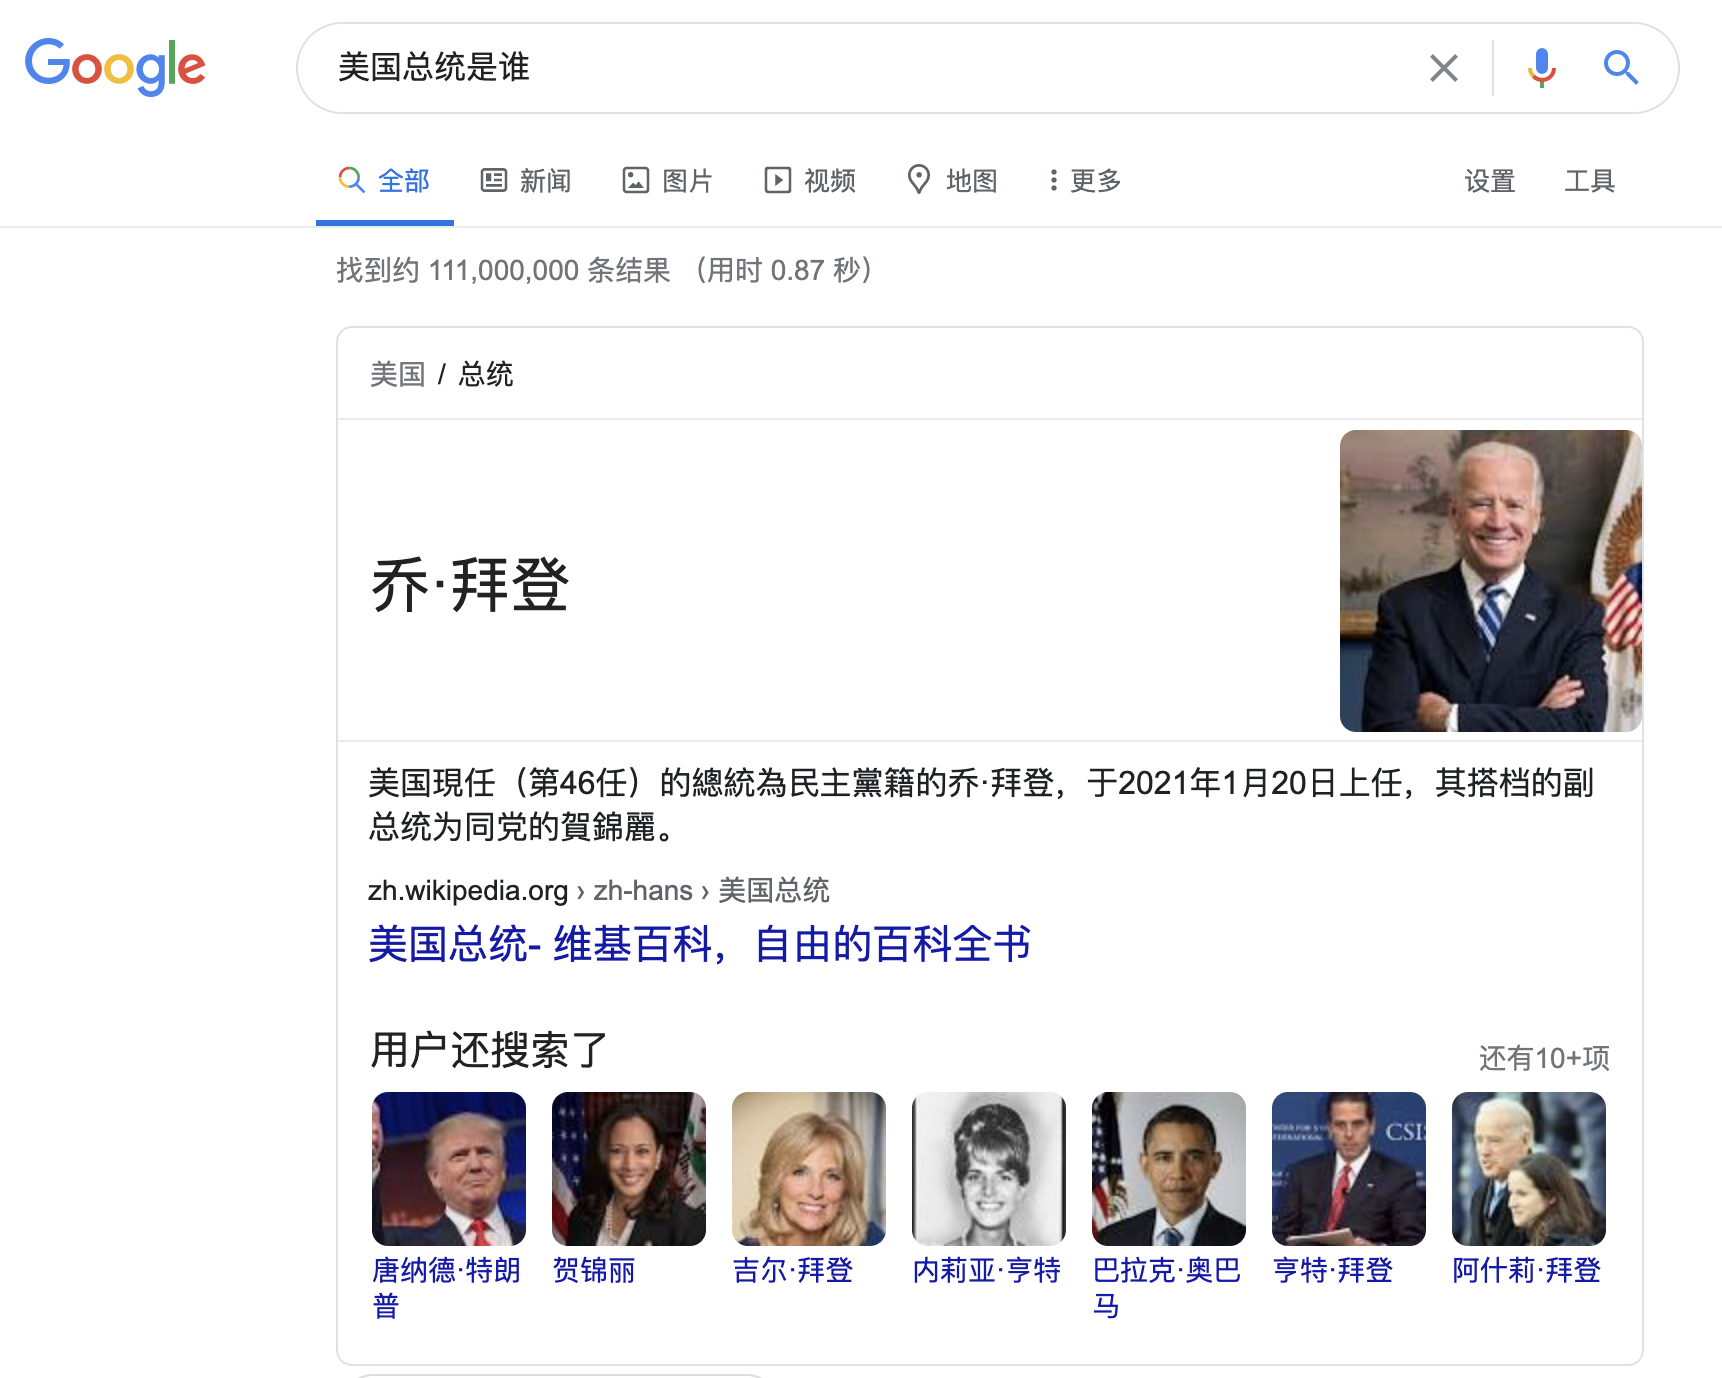 Google
美国总统是谁
全部 新闻 图片 视频 地图 更多 设置 工具
找到约 111,000,000 条结果 （用时 0.87 秒）
美国 / 总统
乔·拜登
美国現任（第46任）的總統為民主黨籍的乔·拜登，于2021年1月20日上任，其搭档的副
总统为同党的賀錦麗。
zh.wikipedia.org › zh-hans › 美国总统
美国总统- 维基百科，自由的百科全书
用户还搜索了
还有10+项
CSIS
唐纳德·特朗
普
贺锦丽
吉尔·拜登
内莉亚·亨特
巴拉克·奥巴
马
亨特·拜登
阿什莉·拜登